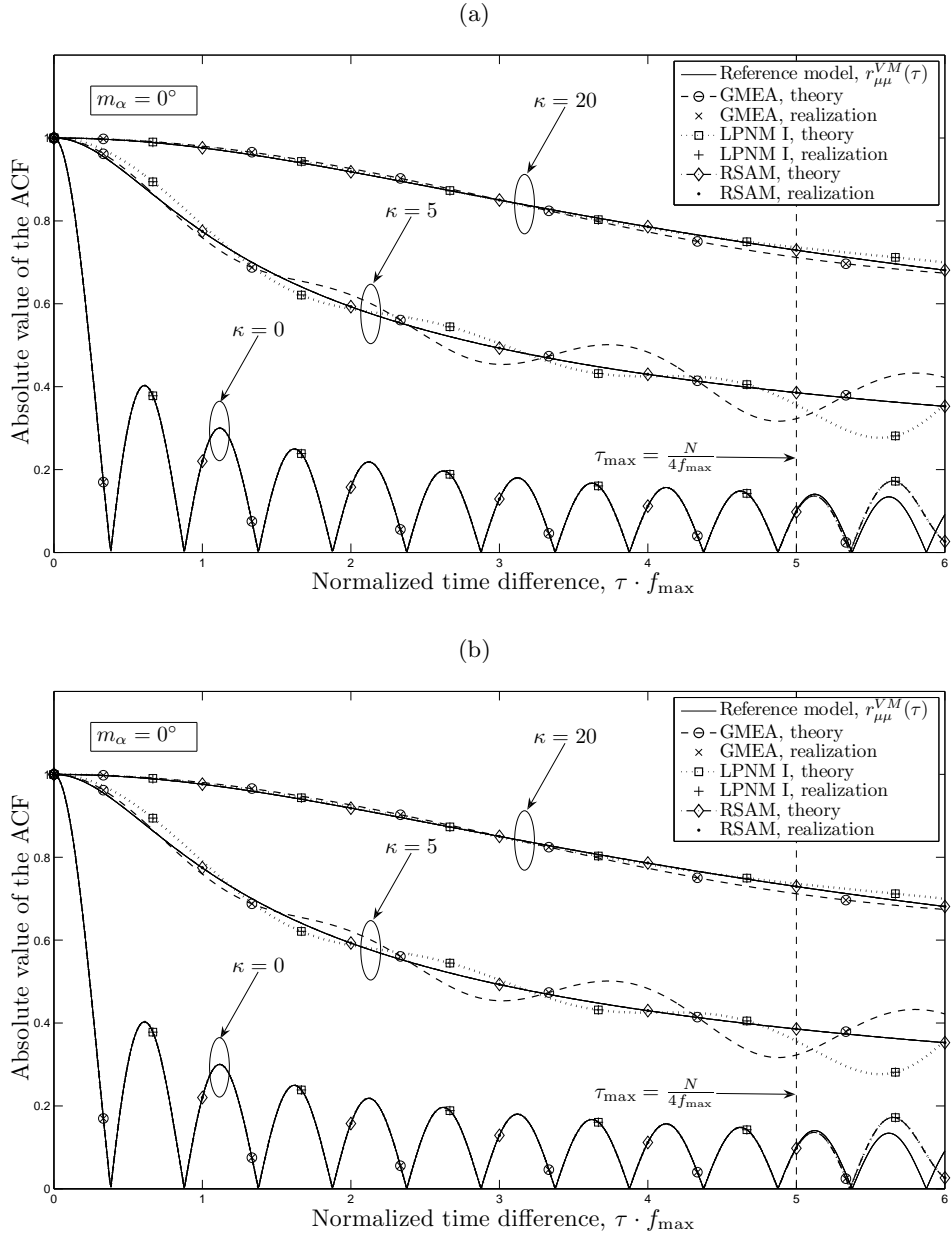 (a)
m_α = 0°
κ = 20
κ = 5
κ = 0
τ_max = N/4f_max
Reference model, r_μμ^VM(τ)
GMEA, theory
GMEA, realization
LPNM I, theory
LPNM I, realization
RSAM, theory
RSAM, realization
Absolute value of the ACF
1
0.8
0.6
0.4
0.2
0
0 1 2 3 4 5 6
Normalized time difference, τ · f_max
(b)
m_α = 0°
κ = 20
κ = 5
κ = 0
τ_max = N/4f_max
Reference model, r_μμ^VM(τ)
GMEA, theory
GMEA, realization
LPNM I, theory
LPNM I, realization
RSAM, theory
RSAM, realization
Absolute value of the ACF
1
0.8
0.6
0.4
0.2
0
0 1 2 3 4 5 6
Normalized time difference, τ · f_max